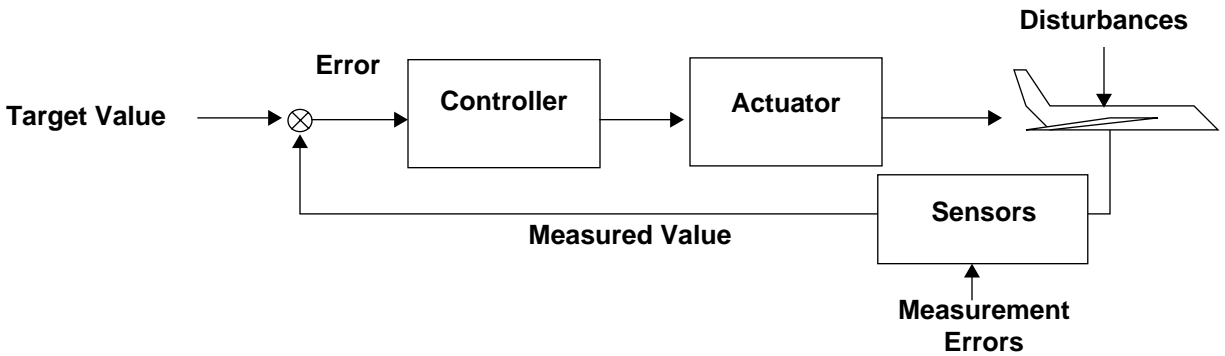 Disturbances
Error
Controller
Actuator
Target Value
Sensors
Measured Value
Measurement
Errors